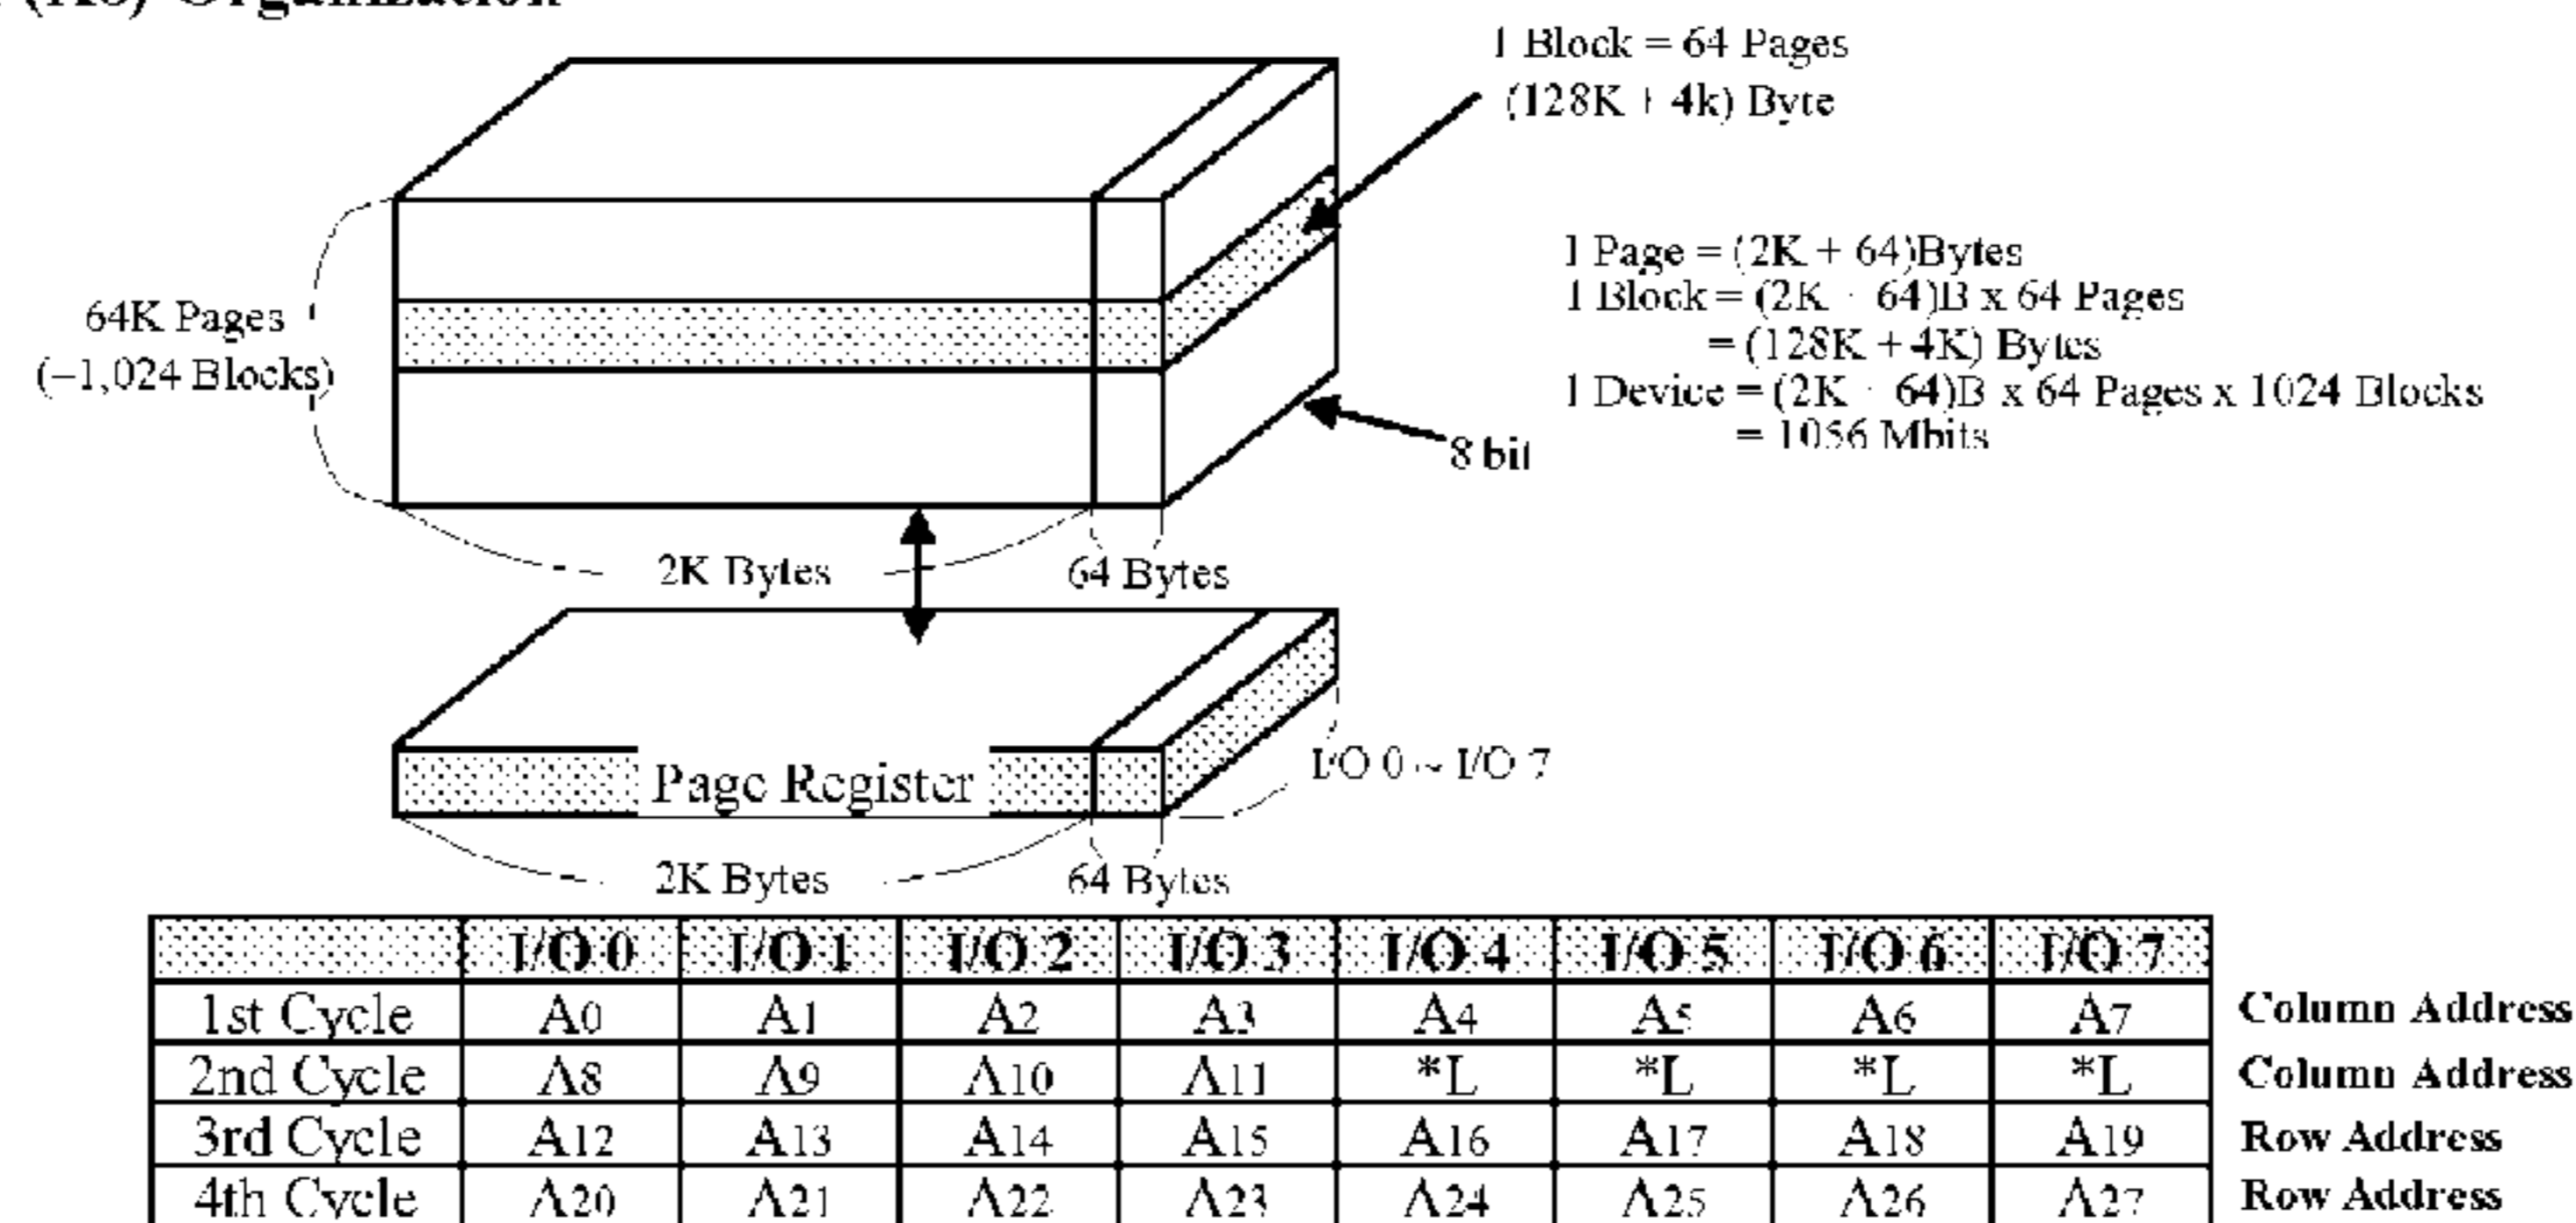 (X8) Organization
1 Block = 64 Pages
(128K + 4k) Byte
64K Pages
(=1,024 Blocks)
1 Page = (2K + 64)Bytes
1 Block = (2K + 64)B x 64 Pages
= (128K + 4K) Bytes
1 Device = (2K + 64)B x 64 Pages x 1024 Blocks
= 1056 Mbits
8 bit
2K Bytes 64 Bytes
Page Register
I/O 0 ~ I/O 7
2K Bytes 64 Bytes
I/O 0 I/O 1 I/O 2 I/O 3 I/O 4 I/O 5 I/O 6 I/O 7
1st Cycle A0 A1 A2 A3 A4 A5 A6 A7 Column Address
2nd Cycle A8 A9 A10 A11 *L *L *L *L Column Address
3rd Cycle A12 A13 A14 A15 A16 A17 A18 A19 Row Address
4th Cycle A20 A21 A22 A23 A24 A25 A26 A27 Row Address